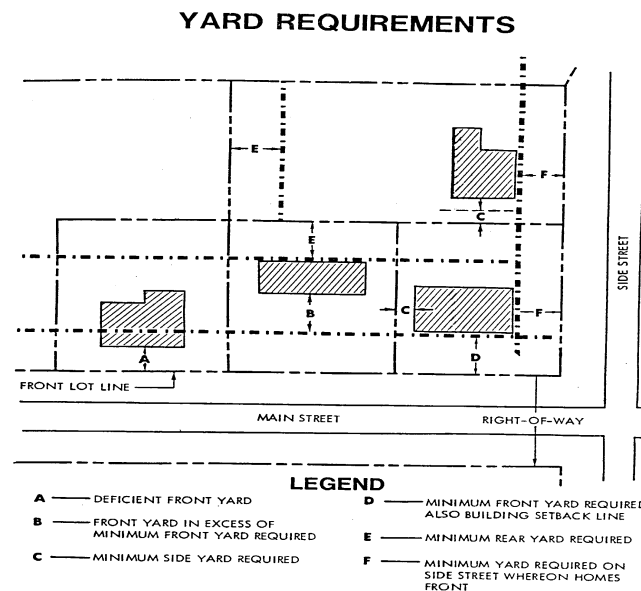 YARD REQUIREMENTS
E
F
C
E
SIDE STREET
B
C
F
A
D
FRONT LOT LINE
MAIN STREET
RIGHT-OF-WAY
LEGEND
A DEFICIENT FRONT YARD
B FRONT YARD IN EXCESS OF
MINIMUM FRONT YARD REQUIRED
C MINIMUM SIDE YARD REQUIRED
D MINIMUM FRONT YARD REQUIRED
ALSO BUILDING SETBACK LINE
E MINIMUM REAR YARD REQUIRED
F MINIMUM YARD REQUIRED ON
SIDE STREET WHEREON HOMES
FRONT